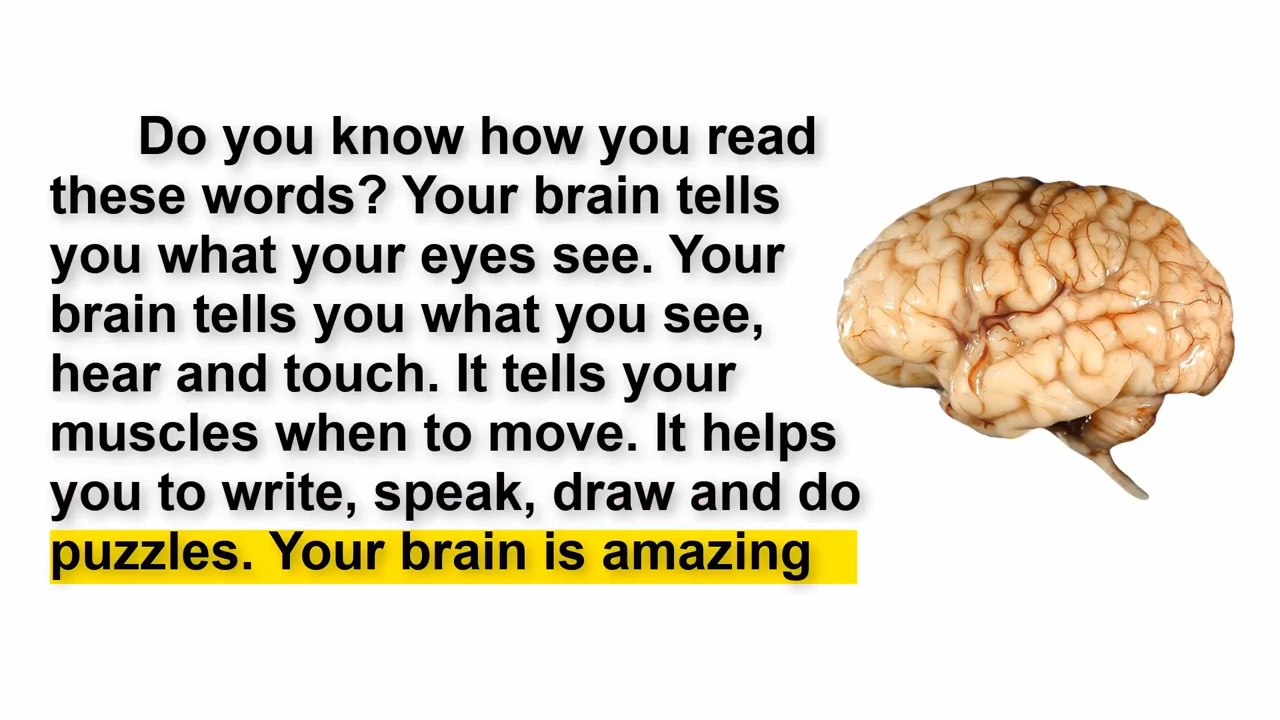 Do you know how you read
these words? Your brain tells
you what your eyes see. Your
brain tells you what you see,
hear and touch. It tells your
muscles when to move. It helps
you to write, speak, draw and do
puzzles. Your brain is amazing